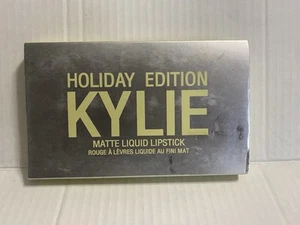 HOLIDAY EDITION
KYLIE
MATTE LIQUID LIPSTICK
ROUGE À LÈVRES LIQUIDE AU FINI MAT